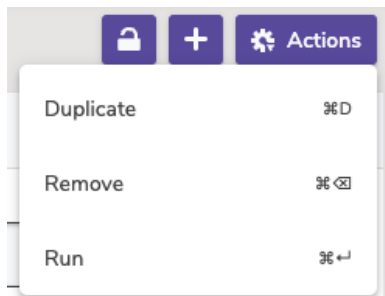 Actions
Duplicate ⌘D
Remove ⌘⌫
Run ⌘↵